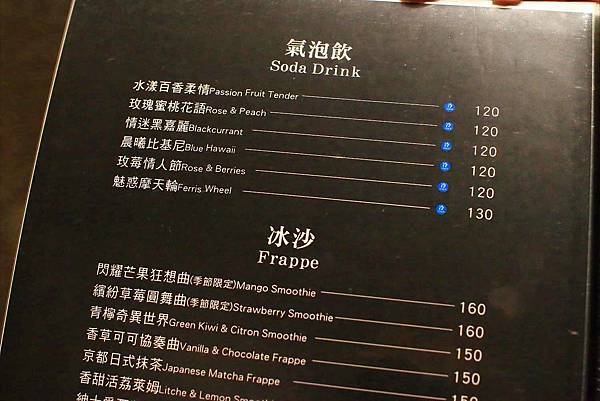 氣泡飲
Soda Drink
水漾百香柔情Passion Fruit Tender 120
玫瑰蜜桃花語Rose & Peach 120
情迷黑嘉麗Blackcurrant 120
晨曦比基尼Blue Hawaii 120
玫莓情人節Rose & Berries 120
魅惑摩天輪Ferris Wheel 130
冰沙
Frappe
閃耀芒果狂想曲(季節限定)Mango Smoothie 160
繽紛草莓圓舞曲(季節限定)Strawberry Smoothie 160
青檸奇異世界Green Kiwi & Citron Smoothie 150
香草可可協奏曲Vanilla & Chocolate Frappe 150
京都日式抹茶Japanese Matcha Frappe 150
香甜活荔萊姆Litche & Lemon Smoothie 150